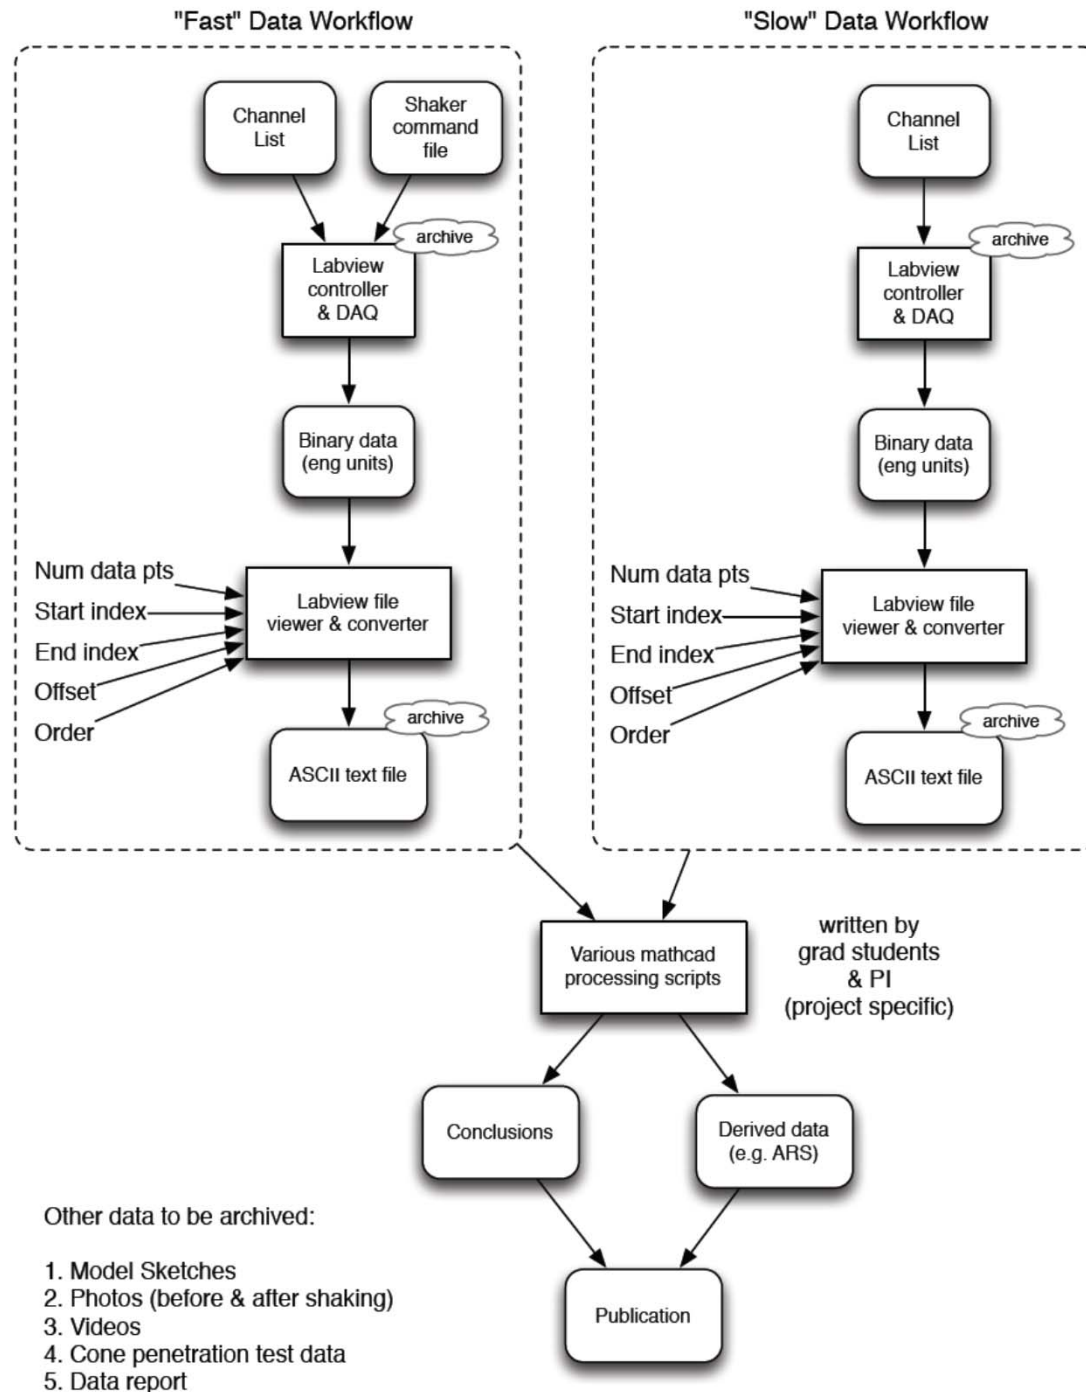 "Fast" Data Workflow
Channel
List
Shaker
command
file
archive
Labview
controller
& DAQ
Binary data
(eng units)
Num data pts
Start index
End index
Offset
Order
Labview file
viewer & converter
archive
ASCII text file
"Slow" Data Workflow
Channel
List
archive
Labview
controller
& DAQ
Binary data
(eng units)
Num data pts
Start index
End index
Offset
Order
Labview file
viewer & converter
archive
ASCII text file
Various mathcad
processing scripts
written by
grad students
& PI
(project specific)
Conclusions
Derived data
(e.g. ARS)
Publication
Other data to be archived:
1. Model Sketches
2. Photos (before & after shaking)
3. Videos
4. Cone penetration test data
5. Data report